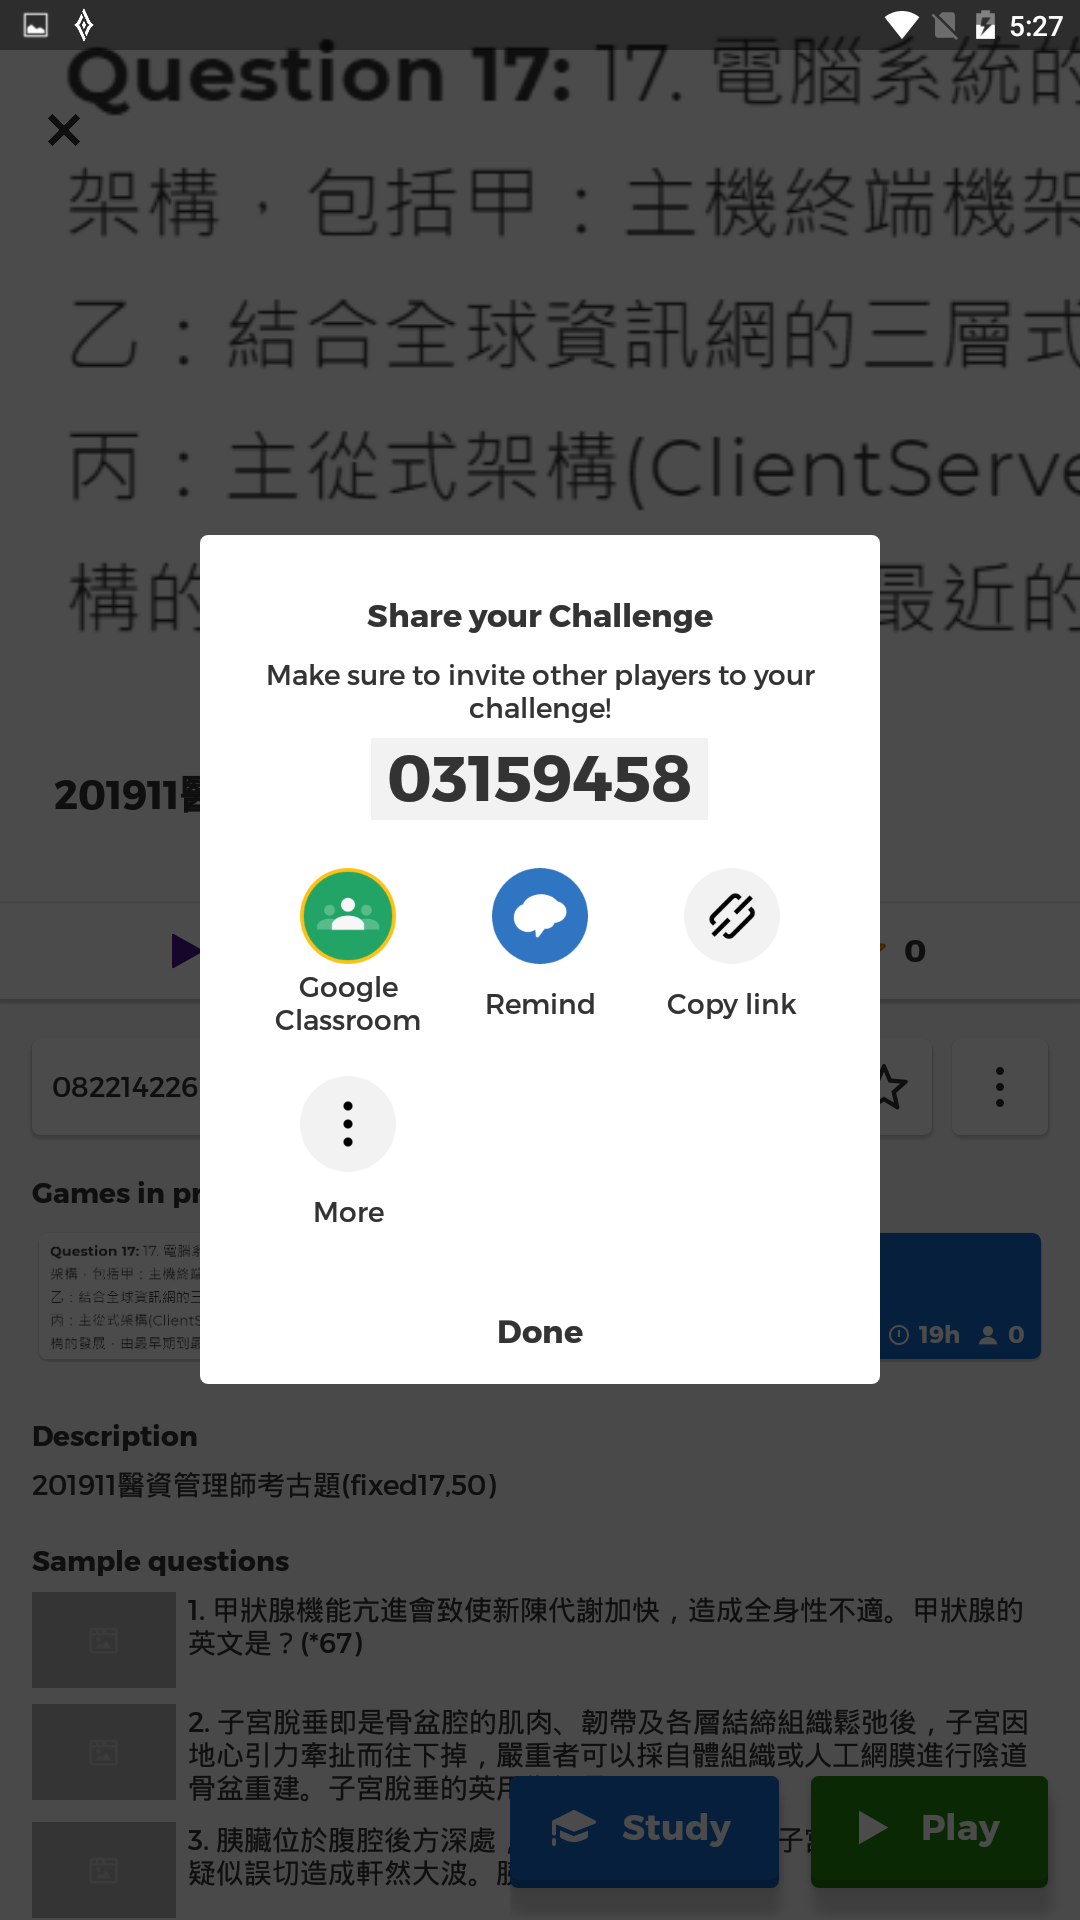 5:27
Question 17: 17. 電腦系統的
架構，包括甲：主機終端機架
乙：結合全球資訊網的三層式
丙：主從式架構(ClientServe
構的
最近的
Share your Challenge
Make sure to invite other players to your
challenge!
03159458
201911醫
Google
Classroom
Remind
Copy link
0
082214226
More
Games in pr
Question 17: 17. 電腦系
架構，包括甲：主機終端
乙：結合全球資訊網的三
丙：主從式架構(ClientS
構的發展，由最早期到最
19h 0
Done
Description
201911醫資管理師考古題(fixed17,50)
Sample questions
1. 甲狀腺機能亢進會致使新陳代謝加快，造成全身性不適。甲狀腺的
英文是？(*67)
2. 子宮脫垂即是骨盆腔的肌肉、韌帶及各層結締組織鬆弛後，子宮因
地心引力牽扯而往下掉，嚴重者可以採自體組織或人工網膜進行陰道
骨盆重建。子宮脫垂的英用
3. 胰臟位於腹腔後方深處，
疑似誤切造成軒然大波。胰
Study
Play